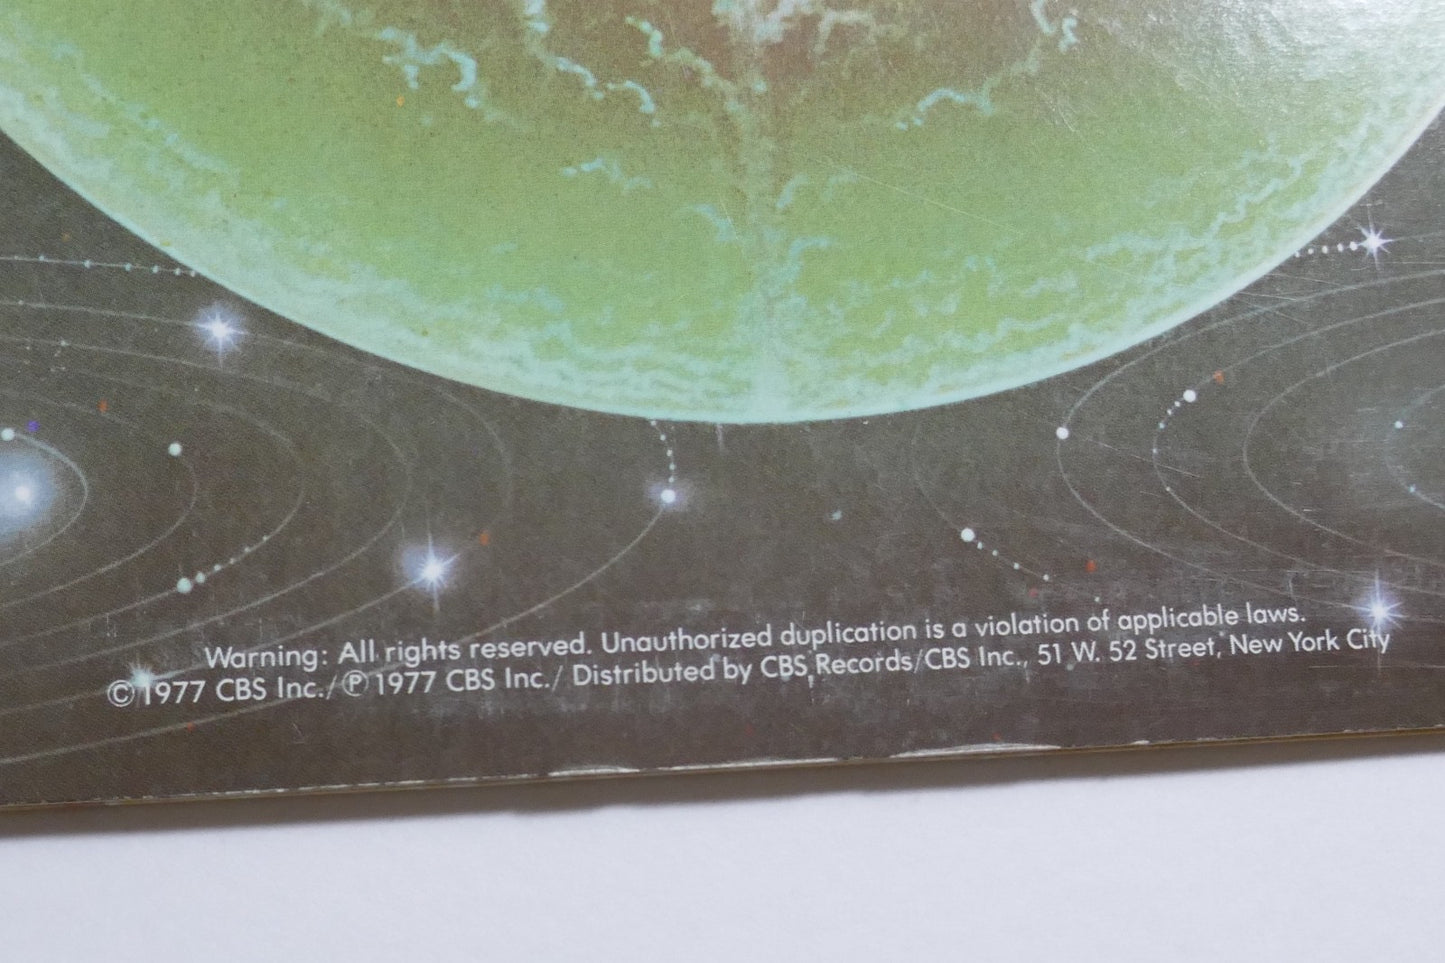 Warning: All rights reserved. Unauthorized duplication is a violation of applicable laws.
© 1977 CBS Inc./℗ 1977 CBS Inc./ Distributed by CBS Records/CBS Inc., 51 W. 52 Street, New York City